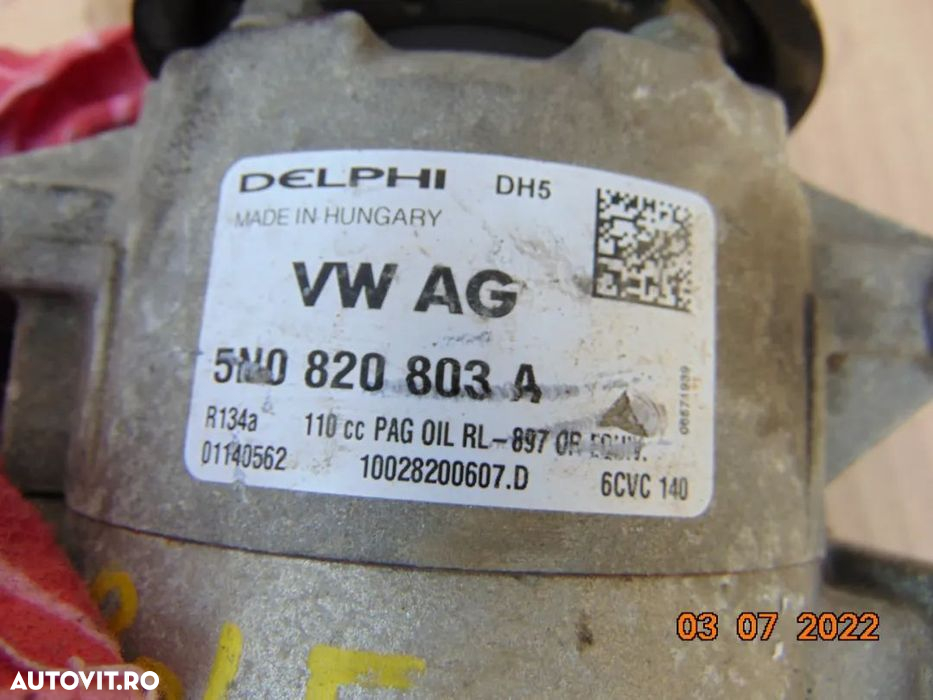 DELPHI DH5
MADE IN HUNGARY
VW AG
5N0 820 803 A
R134a 110 cc PAG OIL RL-897 OR EQUIV.
01140562 10028200607.D 6CVC 140
03 07 2022
AUTOVIT.RO